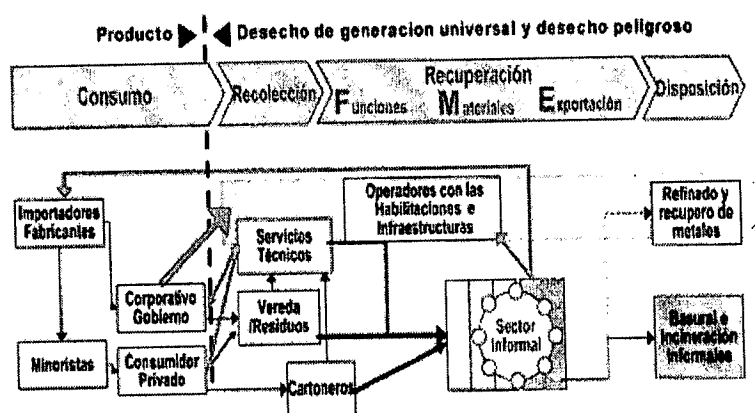 Producto Desecho de generacion universal y desecho peligroso
Consumo
Recolección
Recuperación
Funciones Materiales Exportación
Disposición
Importadores
Fabricantes
Operadores con las
Habilitaciones e
Infraestructuras
Refinado y
recupero de
metales
Servicios
Técnicos
Corporativo
Gobierno
Vereda
/Residuos
Sector
Informal
Basural e
Incineración
Informales
Minoristas
Consumidor
Privado
Cartoneros